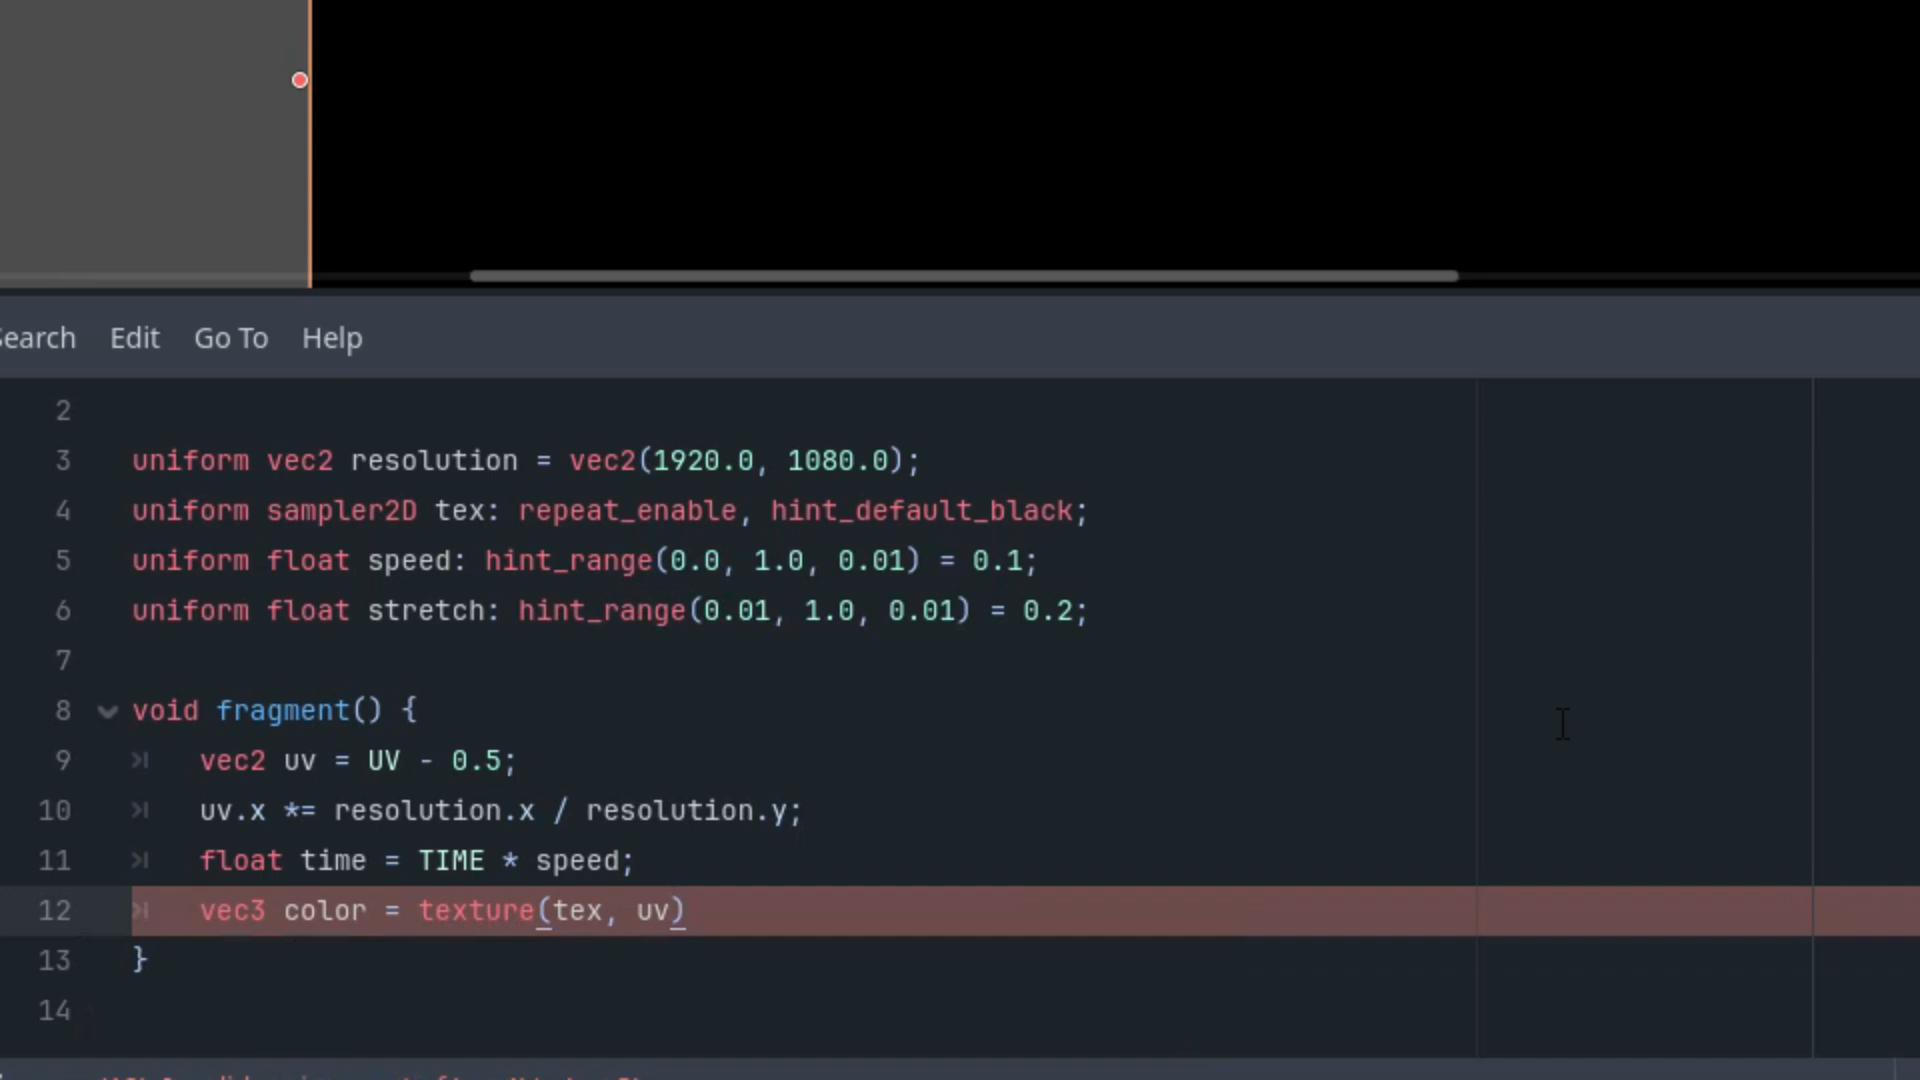 Search Edit Go To Help
2
3 uniform vec2 resolution = vec2(1920.0, 1080.0);
4 uniform sampler2D tex: repeat_enable, hint_default_black;
5 uniform float speed: hint_range(0.0, 1.0, 0.01) = 0.1;
6 uniform float stretch: hint_range(0.01, 1.0, 0.01) = 0.2;
7
8 void fragment() {
9 vec2 uv = UV - 0.5;
10 uv.x *= resolution.x / resolution.y;
11 float time = TIME * speed;
12 vec3 color = texture(tex, uv)
13 }
14